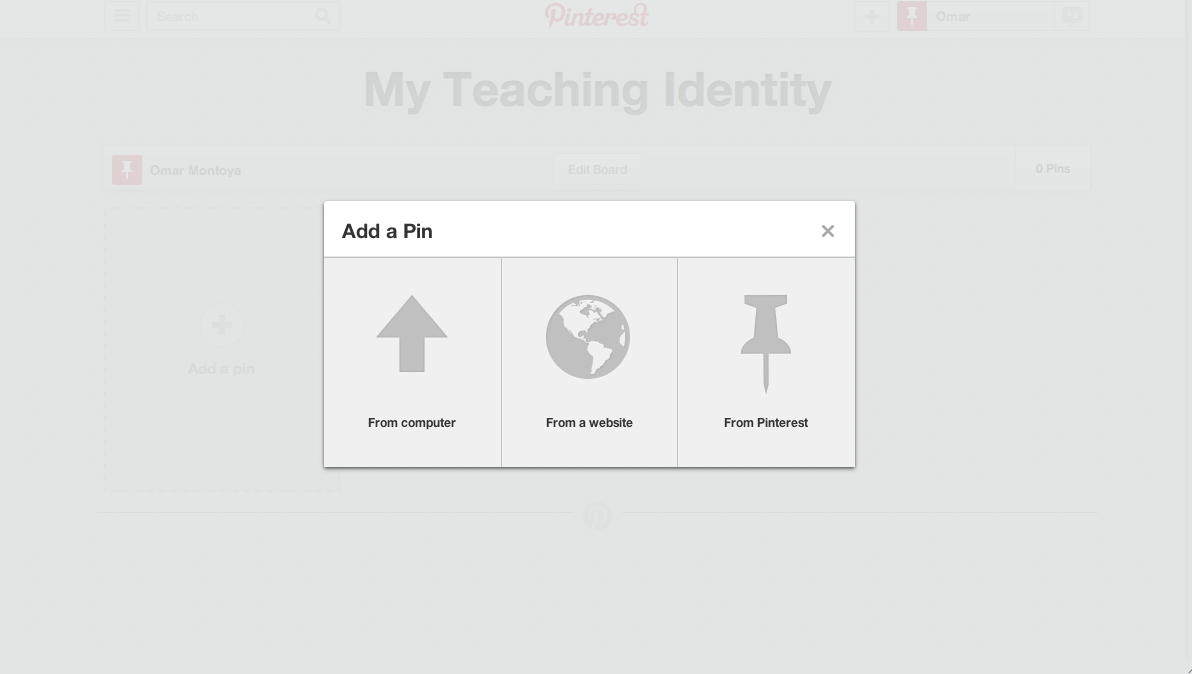 Search
Pinterest
Omar
My Teaching Identity
Omar Montoya
Edit Board
0 Pins
Add a Pin
Add a pin
From computer
From a website
From Pinterest